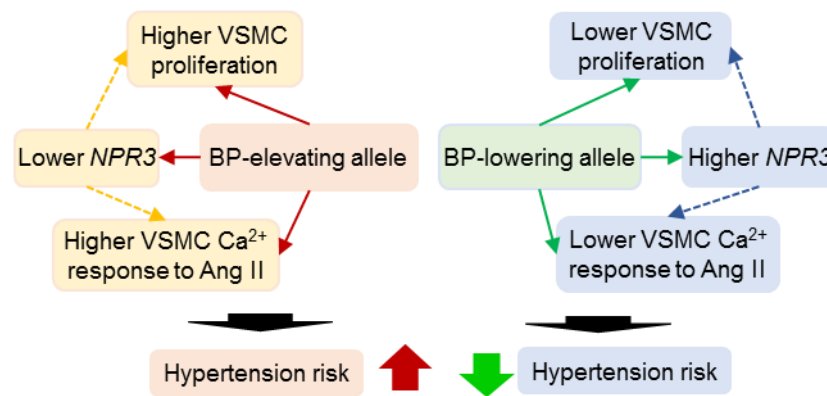 Higher VSMC
proliferation
Lower NPR3
BP-elevating allele
Higher VSMC Ca²⁺
response to Ang II
Hypertension risk
Lower VSMC
proliferation
BP-lowering allele
Higher NPR3
Lower VSMC Ca²⁺
response to Ang II
Hypertension risk